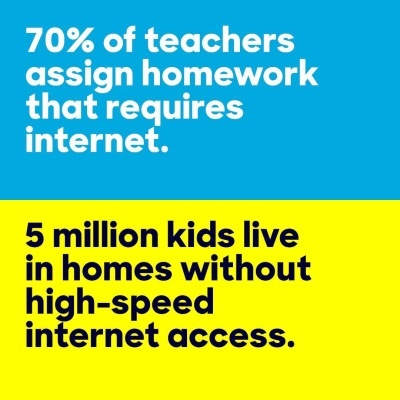 70% of teachers
assign homework
that requires
internet.
5 million kids live
in homes without
high-speed
internet access.